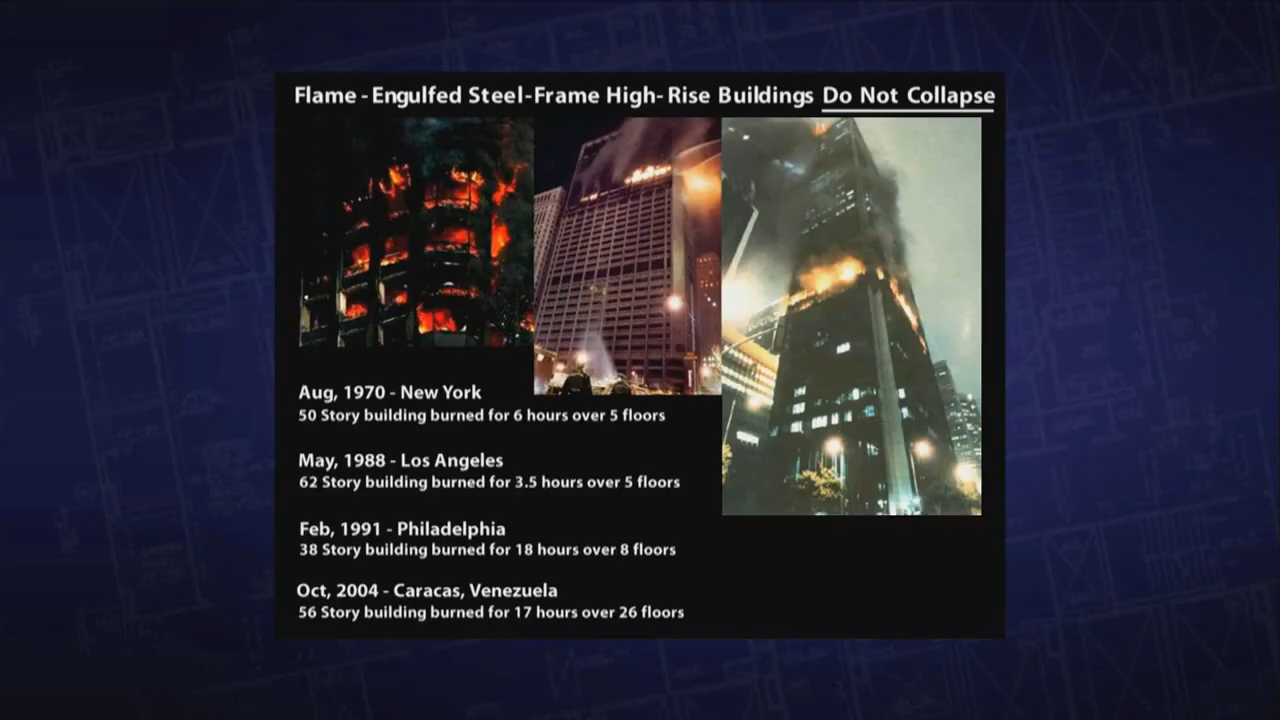 Flame - Engulfed Steel-Frame High- Rise Buildings Do Not Collapse
Aug, 1970 - New York
50 Story building burned for 6 hours over 5 floors
May, 1988 - Los Angeles
62 Story building burned for 3.5 hours over 5 floors
Feb, 1991 - Philadelphia
38 Story building burned for 18 hours over 8 floors
Oct, 2004 - Caracas, Venezuela
56 Story building burned for 17 hours over 26 floors